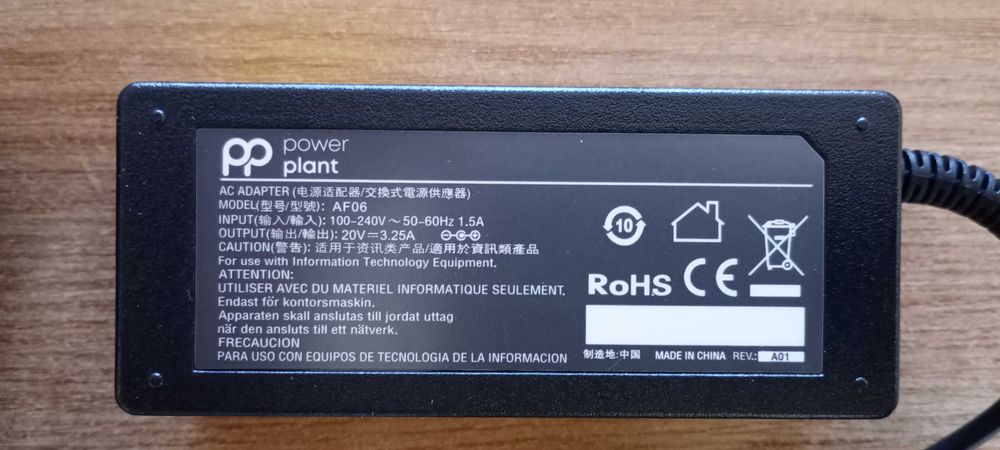 PP power plant
AC ADAPTER (电源适配器/交換式電源供應器)
MODEL(型号/型號): AF06
INPUT(输入/輸入): 100-240V ~ 50-60Hz 1.5A
OUTPUT(输出/輸出): 20V⎓3.25A
CAUTION(警告): 适用于资讯类产品/適用於資訊類產品
For use with Information Technology Equipment.
ATTENTION:
UTILISER AVEC DU MATERIEL INFORMATIQUE SEULEMENT.
Endast för kontorsmaskin.
Apparaten skall anslutas till jordat uttag
når den ansluts till ett nätverk.
FRECAUCION
PARA USO CON EQUIPOS DE TECNOLOGIA DE LA INFORMACION
10
RoHS CE
制造地:中国 MADE IN CHINA REV.: A01